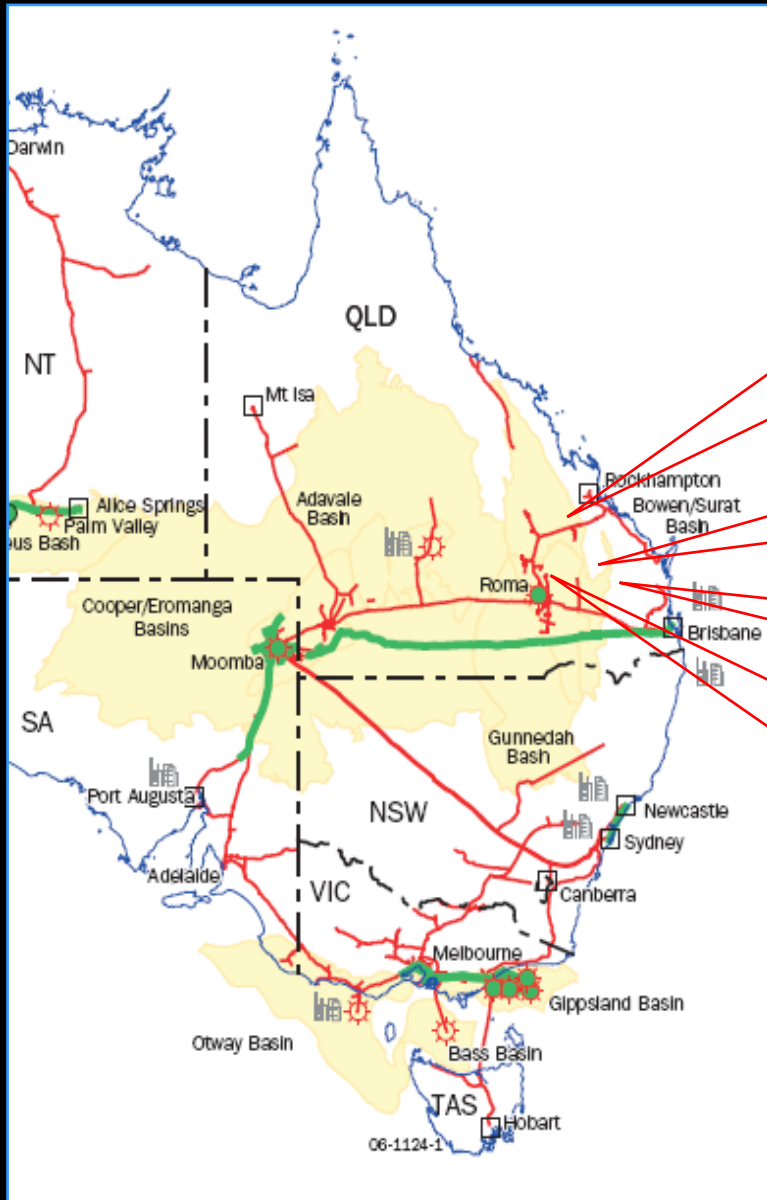 Darwin
QLD
NT
Mt Isa
Rockhampton
Adavale
Basin
Bowen/Surat
Basin
Alice Springs
Palm Valley
eus Bash
Roma
Cooper/Eromanga
Basins
Brisbane
Moomba
SA
Gunnedah
Basin
Port Augusta
NSW
Newcastle
Sydney
Adelaide
VIC
Canberra
Melbourne
Gippsland Basin
Otway Basin
Bass Basin
TAS
Hobart
06-1124-1